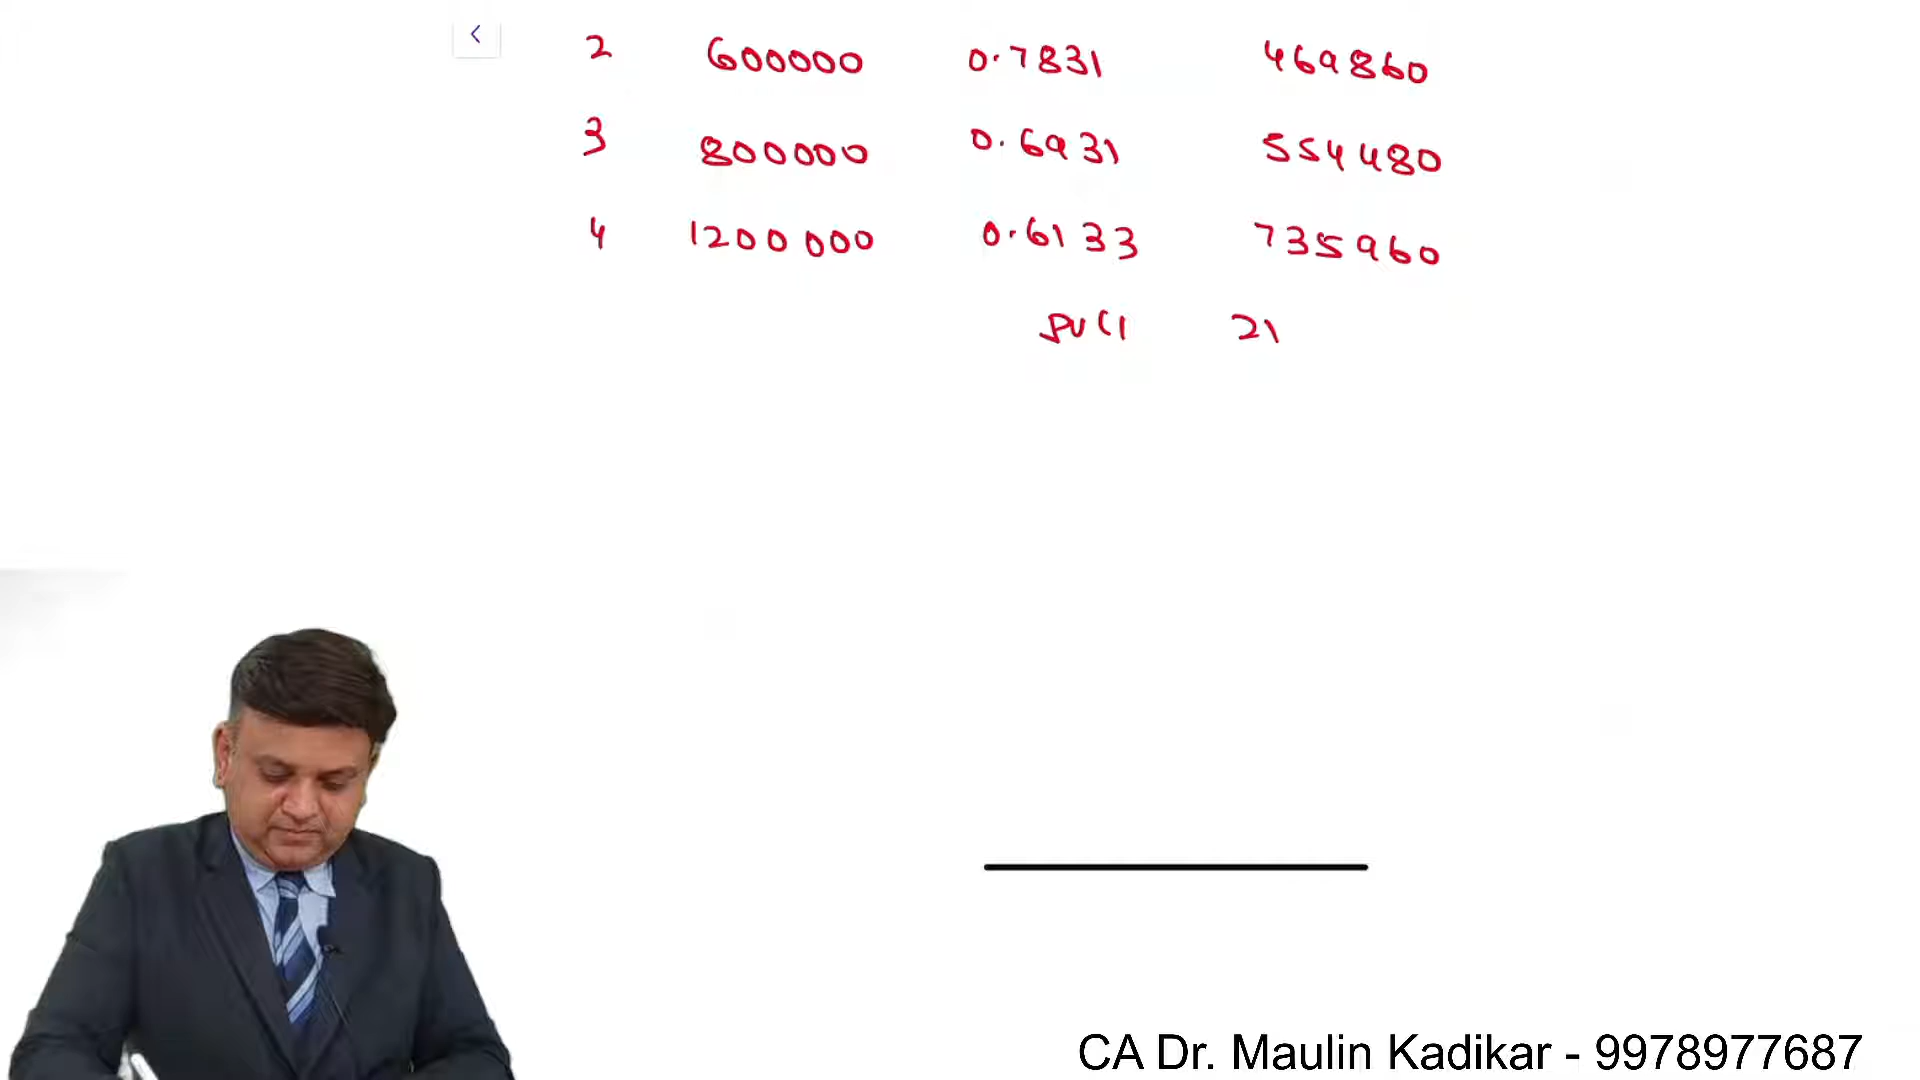 2 600000 0.7831 469860
3 800000 0.6931 554480
4 1200000 0.6133 735960
PVCI 21
CA Dr. Maulin Kadikar - 9978977687